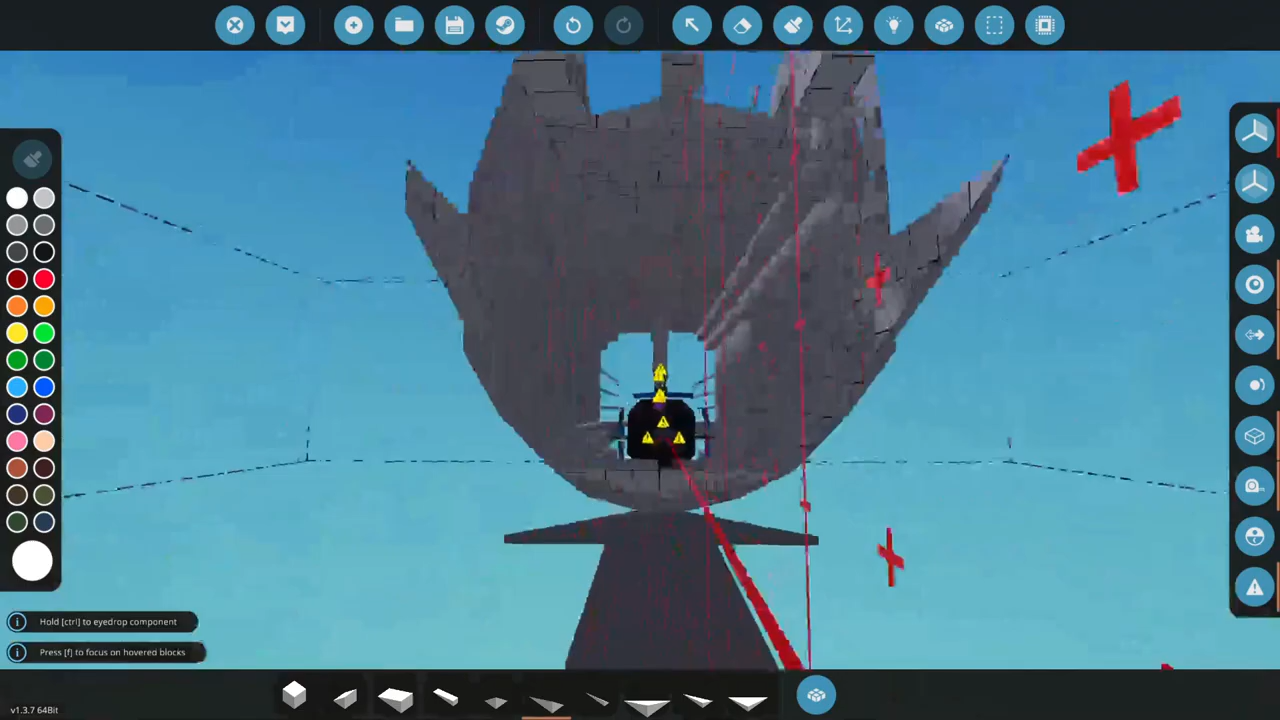 Hold [ctrl] to eyedrop component
Press [f] to focus on hovered blocks
v1.3.7 64Bit